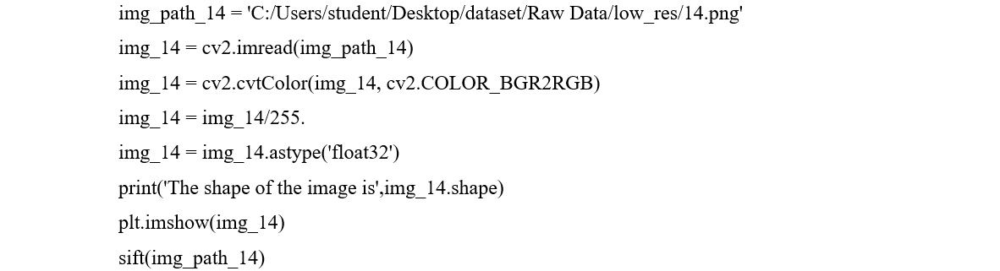 img_path_14 = 'C:/Users/student/Desktop/dataset/Raw Data/low_res/14.png'
img_14 = cv2.imread(img_path_14)
img_14 = cv2.cvtColor(img_14, cv2.COLOR_BGR2RGB)
img_14 = img_14/255.
img_14 = img_14.astype('float32')
print('The shape of the image is',img_14.shape)
plt.imshow(img_14)
sift(img_path_14)